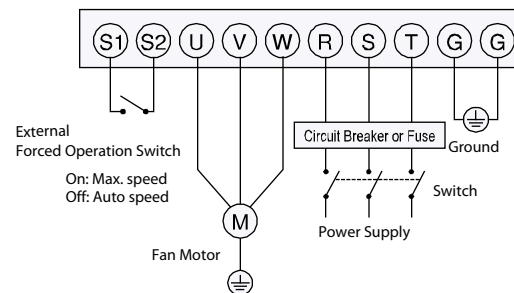 S1 S2 U V W R S T G G
Circuit Breaker or Fuse
Ground
External
Forced Operation Switch
On: Max. speed
Off: Auto speed
Switch
M
Power Supply
Fan Motor